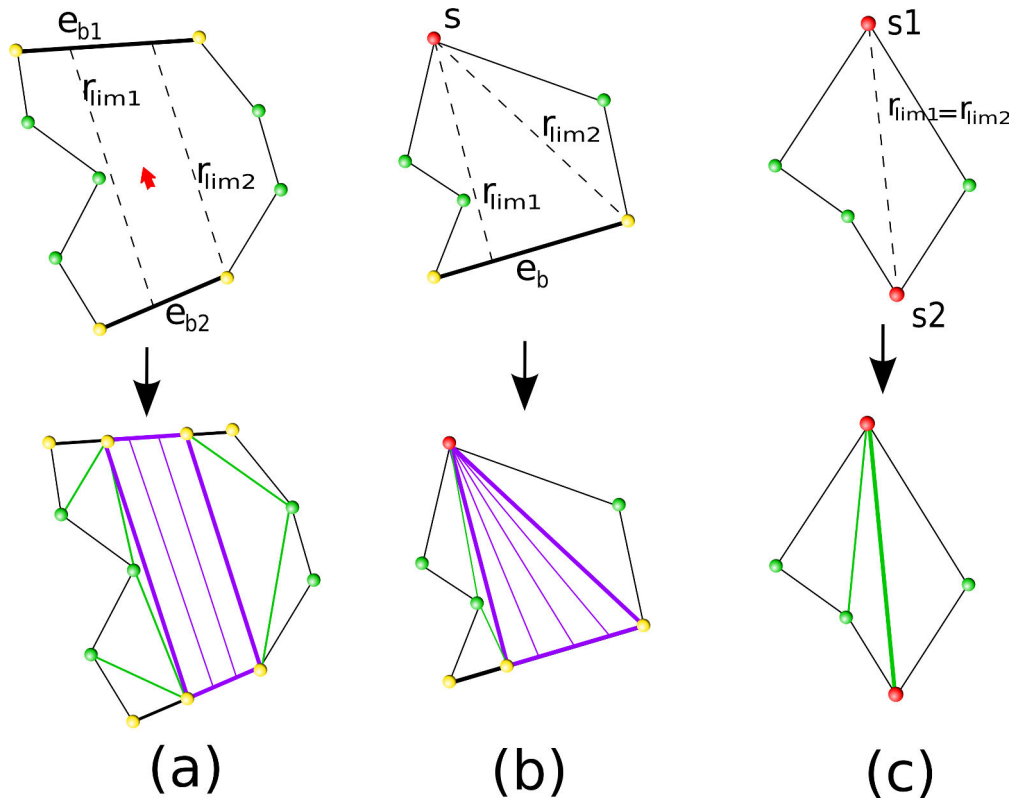 e_b1
r_lim1
r_lim2
e_b2
s
r_lim2
r_lim1
e_b
s1
r_lim1=r_lim2
s2
(a) (b) (c)